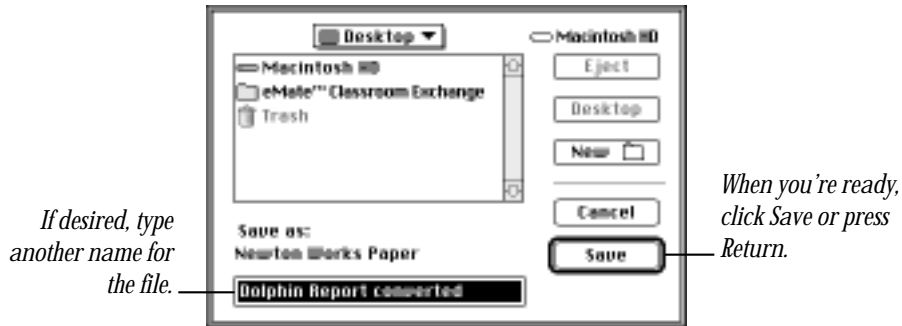 Desktop
Macintosh HD
Macintosh HD
eMate™ Classroom Exchange
Trash
Eject
Desktop
New
Cancel
Save
Save as:
Newton Works Paper
Dolphin Report converted
If desired, type
another name for
the file.
When you're ready,
click Save or press
Return.